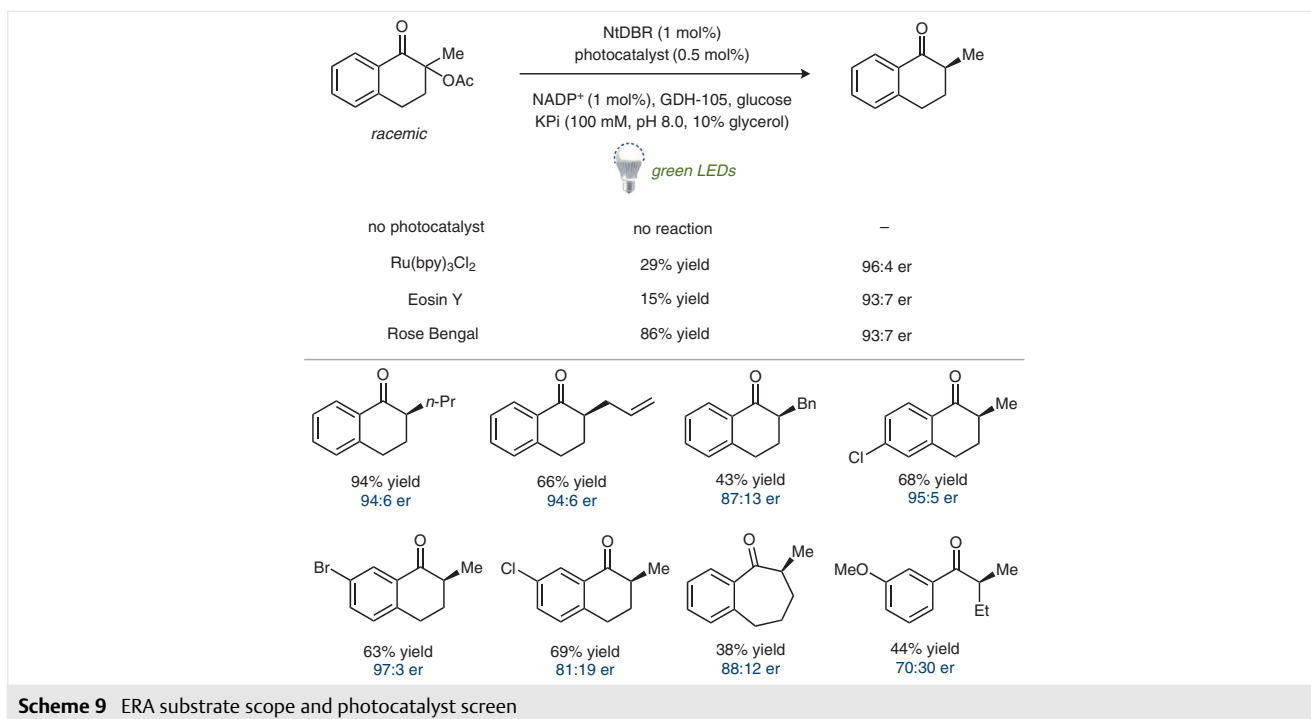 O
Me
OAc
racemic
NtDBR (1 mol%)
photocatalyst (0.5 mol%)
NADP⁺ (1 mol%), GDH-105, glucose
KPi (100 mM, pH 8.0, 10% glycerol)
green LEDs
O
Me
no photocatalyst no reaction –
Ru(bpy)₃Cl₂ 29% yield 96:4 er
Eosin Y 15% yield 93:7 er
Rose Bengal 86% yield 93:7 er
O
n-Pr
94% yield
94:6 er
O
66% yield
94:6 er
O
Bn
43% yield
87:13 er
O
Me
Cl
68% yield
95:5 er
O
Br
Me
63% yield
97:3 er
O
Cl
Me
69% yield
81:19 er
O
Me
38% yield
88:12 er
O
MeO
Me
Et
44% yield
70:30 er
Scheme 9 ERA substrate scope and photocatalyst screen